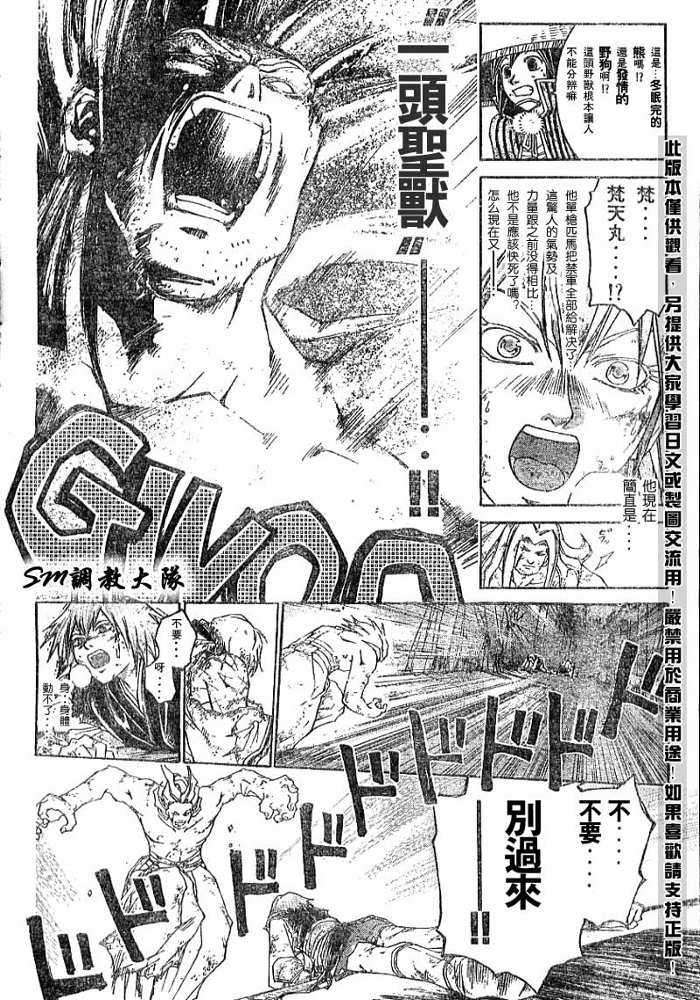 這是‥‥冬眠完的
熊嗎!?
還是發情的
野狗啊!?
這頭野獸根本讓人
不能分辨嘛
梵‥‥
梵天丸‥‥!?
他單槍匹馬把禁軍全部給解決了
這驚人的氣勢及
力量跟之前沒得相比
他不是應該快死了嗎?
怎么現在又—
他現在
簡直是‥‥
一頭聖獸
‥‥!!
GWOO
SM調教大隊
不要‥‥
呀‥‥
身‥身體
動不了
ドドドドドド
不‥‥
不要‥‥
別過來
!!
ドドドド
此版本僅供觀看、另提供大家學習日文或製圖交流用!嚴禁用於商業用途!如果喜歡請支持正版!